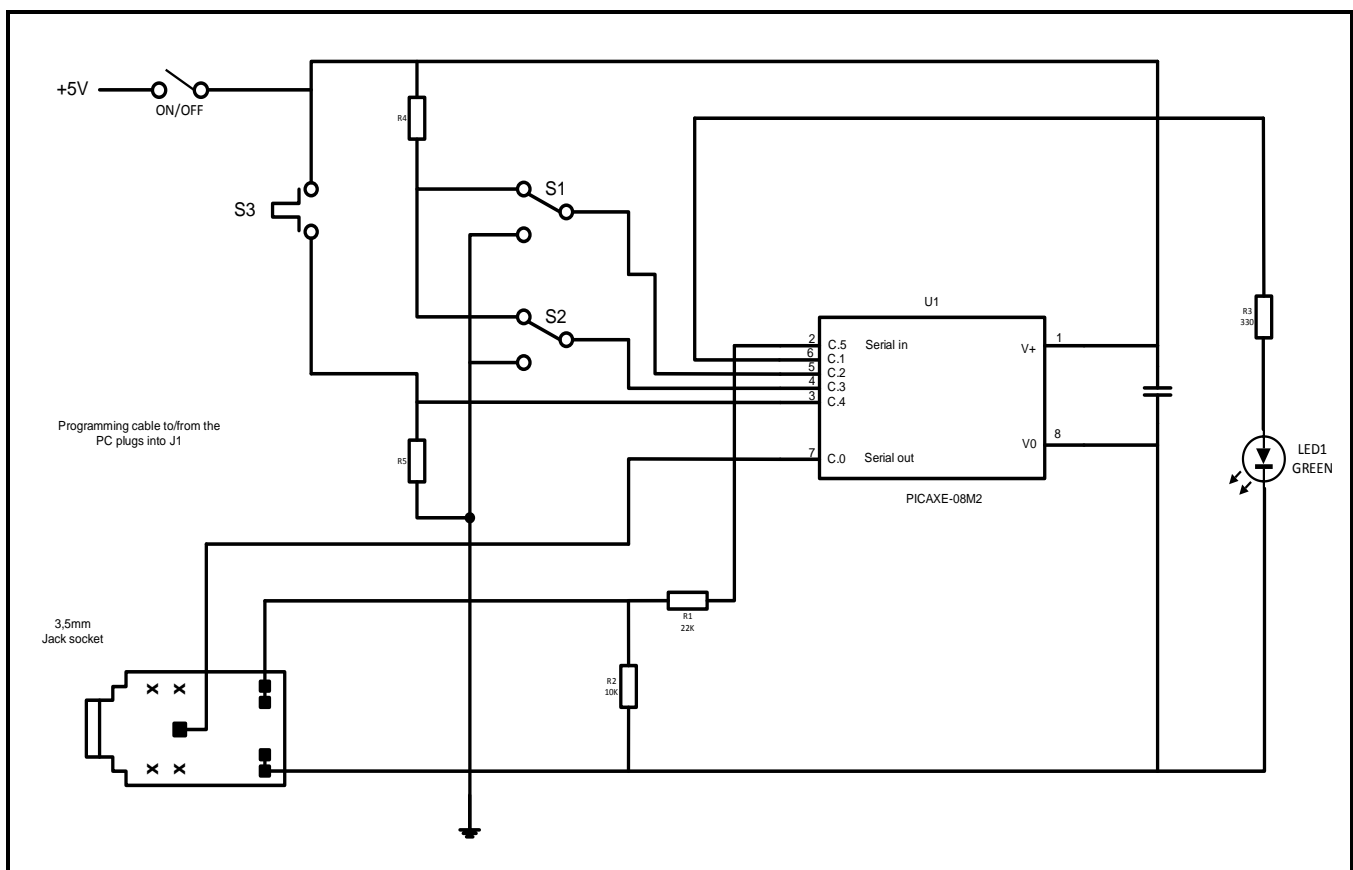 +5V
ON/OFF
R4
S1
S3
S2
U1
R3
330
2
C.5
Serial in
6
C.1
5
C.2
4
C.3
3
C.4
V+
1
V0
8
Programming cable to/from the
PC plugs into J1
R5
7
C.0
Serial out
LED1
GREEN
PICAXE-08M2
3,5mm
Jack socket
R1
22K
R2
10K
X X
X X